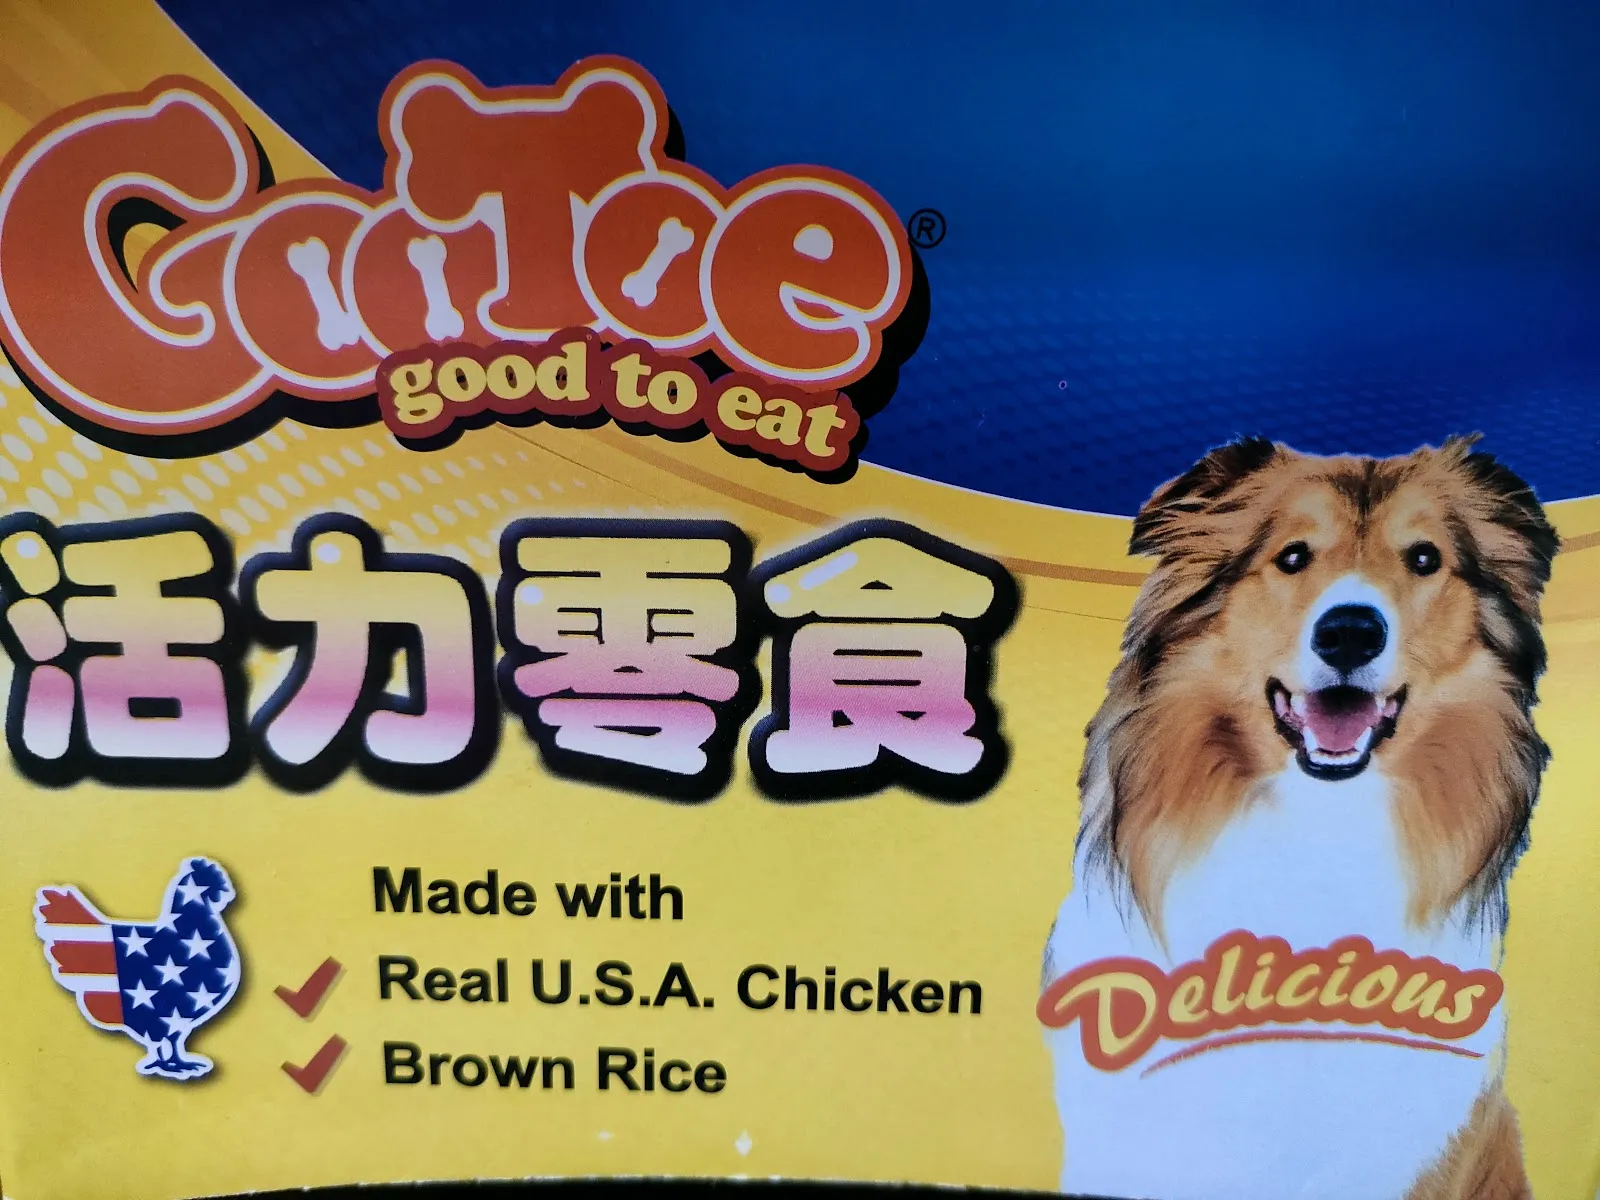 GooToe®
good to eat
活力零食
Made with
Real U.S.A. Chicken
Brown Rice
Delicious